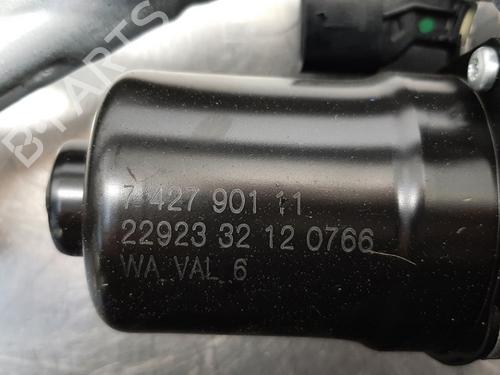 7 427 901 11
22923 32 12 0766
WA VAL 6
B PARTS